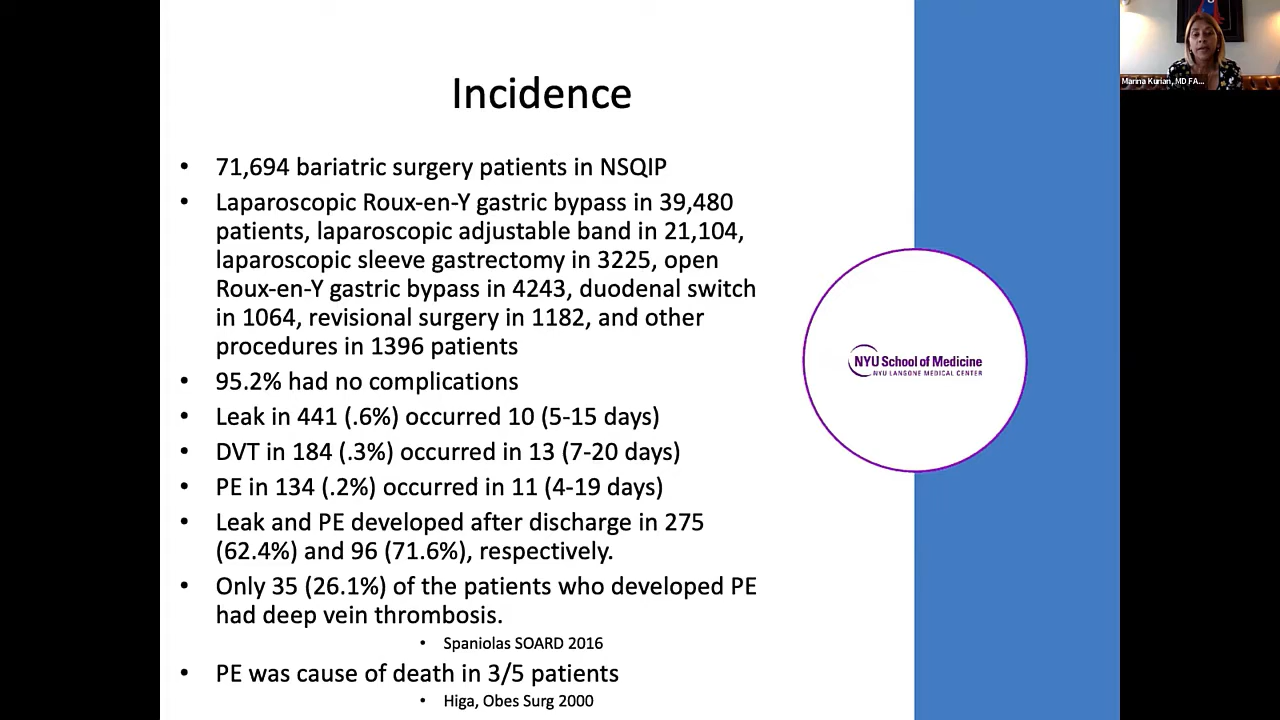 Incidence
• 71,694 bariatric surgery patients in NSQIP
• Laparoscopic Roux-en-Y gastric bypass in 39,480
patients, laparoscopic adjustable band in 21,104,
laparoscopic sleeve gastrectomy in 3225, open
Roux-en-Y gastric bypass in 4243, duodenal switch
in 1064, revisional surgery in 1182, and other
procedures in 1396 patients
• 95.2% had no complications
• Leak in 441 (.6%) occurred 10 (5-15 days)
• DVT in 184 (.3%) occurred in 13 (7-20 days)
• PE in 134 (.2%) occurred in 11 (4-19 days)
• Leak and PE developed after discharge in 275
(62.4%) and 96 (71.6%), respectively.
• Only 35 (26.1%) of the patients who developed PE
had deep vein thrombosis.
• Spaniolas SOARD 2016
• PE was cause of death in 3/5 patients
• Higa, Obes Surg 2000
NYU School of Medicine
NYU LANGONE MEDICAL CENTER
Marina Kurian, MD FA...